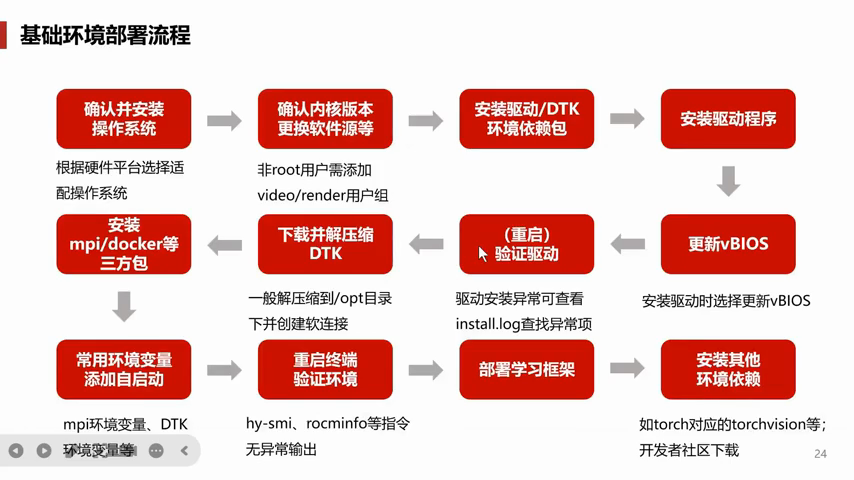 基础环境部署流程
确认并安装
操作系统
根据硬件平台选择适
配操作系统
确认内核版本
更换软件源等
非root用户需添加
video/render用户组
安装驱动/DTK
环境依赖包
安装驱动程序
更新vBIOS
安装驱动时选择更新vBIOS
（重启）
验证驱动
驱动安装异常可查看
install.log查找异常项
下载并解压缩
DTK
一般解压缩到/opt目录
下并创建软连接
安装
mpi/docker等
三方包
常用环境变量
添加自启动
mpi环境变量、DTK
环境变量等
重启终端
验证环境
hy-smi、rocminfo等指令
无异常输出
部署学习框架
安装其他
环境依赖
如torch对应的torchvision等；
开发者社区下载
24